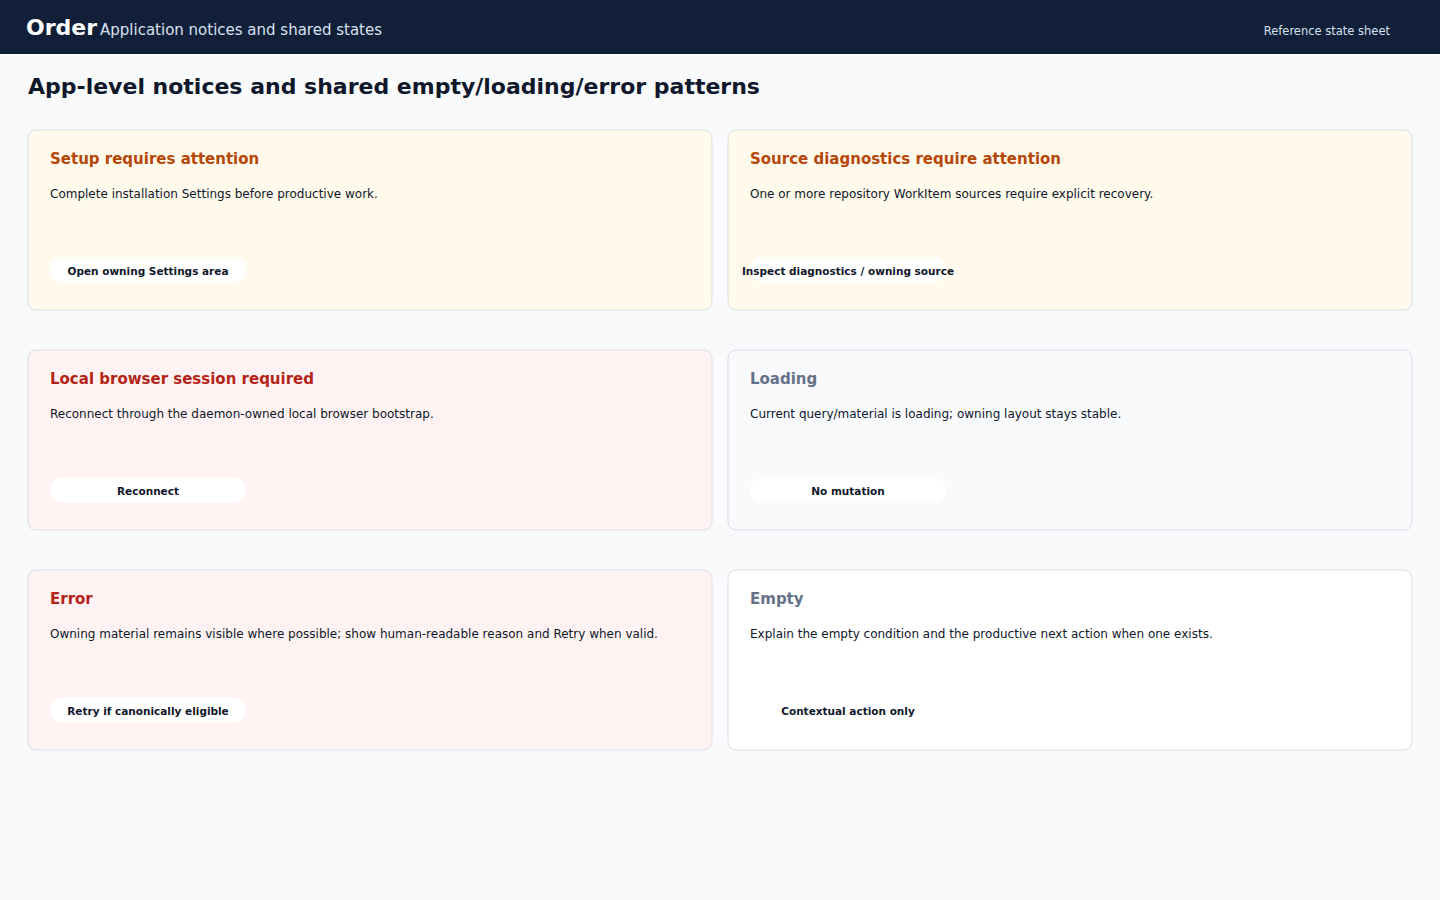 Order Application notices and shared states
Reference state sheet
App-level notices and shared empty/loading/error patterns
Setup requires attention
Complete installation Settings before productive work.
Open owning Settings area
Source diagnostics require attention
One or more repository WorkItem sources require explicit recovery.
Inspect diagnostics / owning source
Local browser session required
Reconnect through the daemon-owned local browser bootstrap.
Reconnect
Loading
Current query/material is loading; owning layout stays stable.
No mutation
Error
Owning material remains visible where possible; show human-readable reason and Retry when valid.
Retry if canonically eligible
Empty
Explain the empty condition and the productive next action when one exists.
Contextual action only